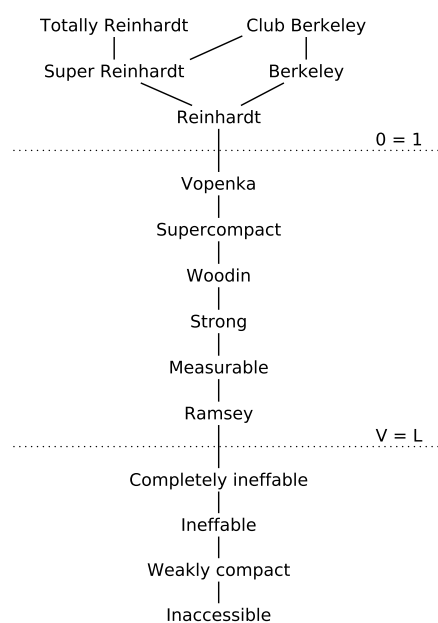 Totally Reinhardt
Club Berkeley
Super Reinhardt
Berkeley
Reinhardt
0 = 1
Vopenka
Supercompact
Woodin
Strong
Measurable
Ramsey
V = L
Completely ineffable
Ineffable
Weakly compact
Inaccessible